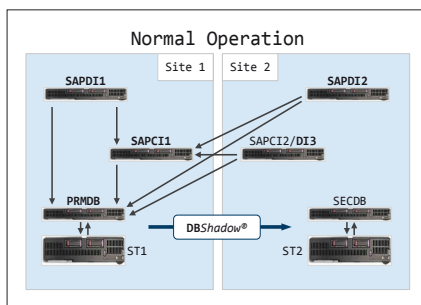 Normal Operation
Site 1
Site 2
SAPDI1
SAPDI2
SAPCI1
SAPCI2/DI3
PRMDB
SECDB
DBShadow®
ST1
ST2